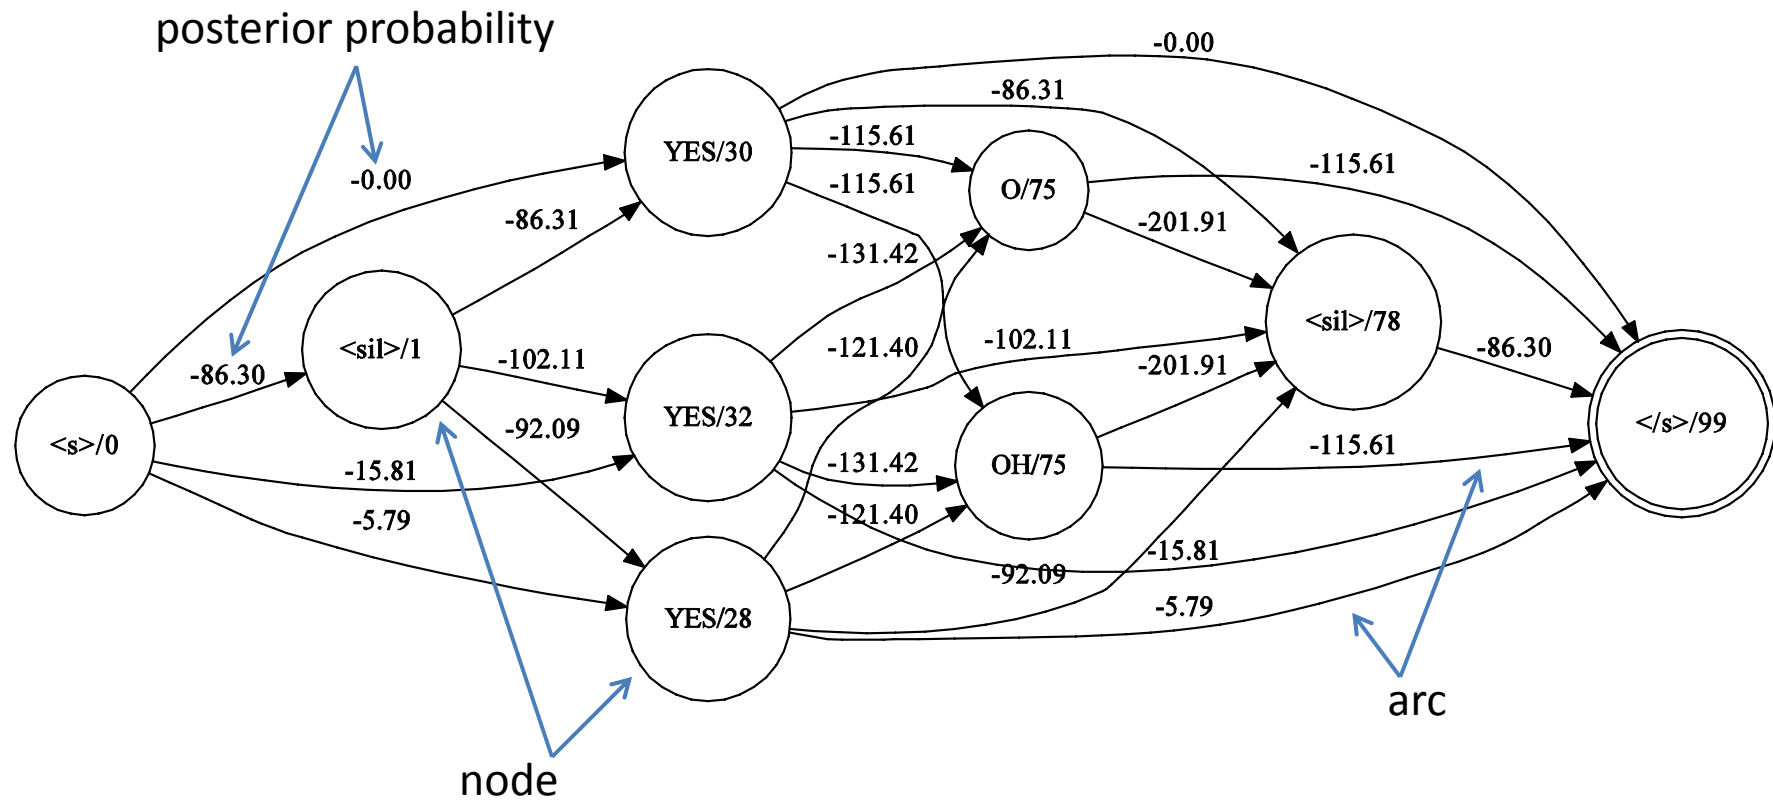 posterior probability
-0.00
-86.31
-115.61
-115.61
-0.00
-86.31
-131.42
-121.40
-86.30
-102.11
-92.09
-15.81
-5.79
-102.11
-201.91
-201.91
-115.61
-86.30
-115.61
-131.42
-121.40
-92.09
-15.81
-5.79
YES/30
O/75
<sil>/1
<sil>/78
<s>/0
YES/32
OH/75
</s>/99
YES/28
arc
node